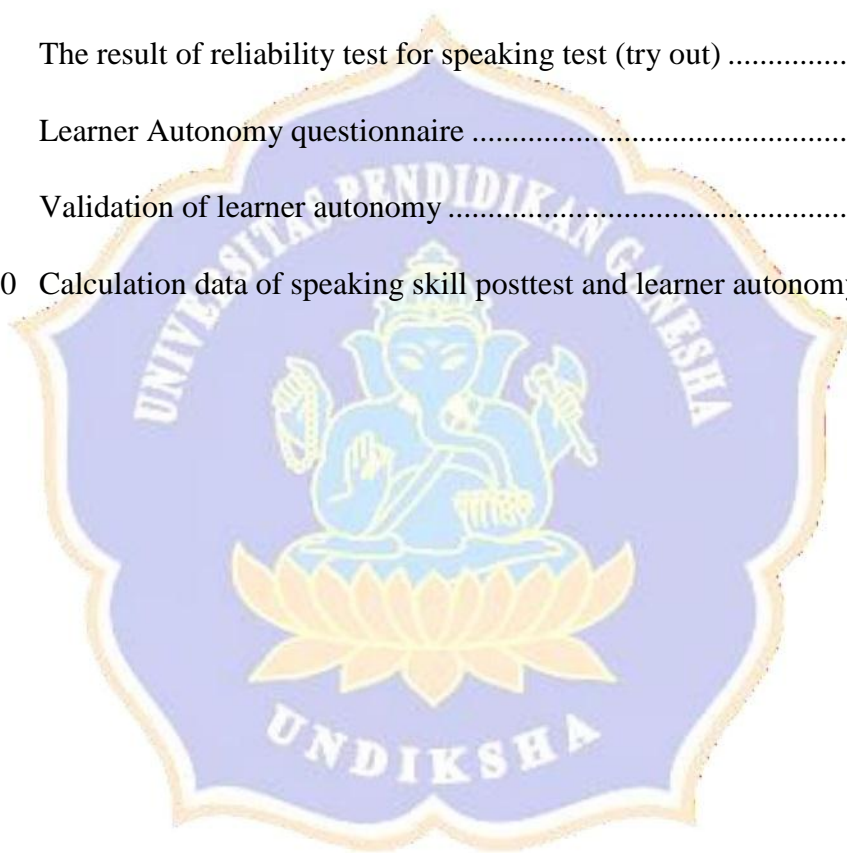 The result of reliability test for speaking test (try out) ...............
Learner Autonomy questionnaire ...............................................
Validation of learner autonomy ..................................................
0 Calculation data of speaking skill posttest and learner autonomy
UNIVERSITAS PENDIDIKAN GANESHA
UNDIKSHA